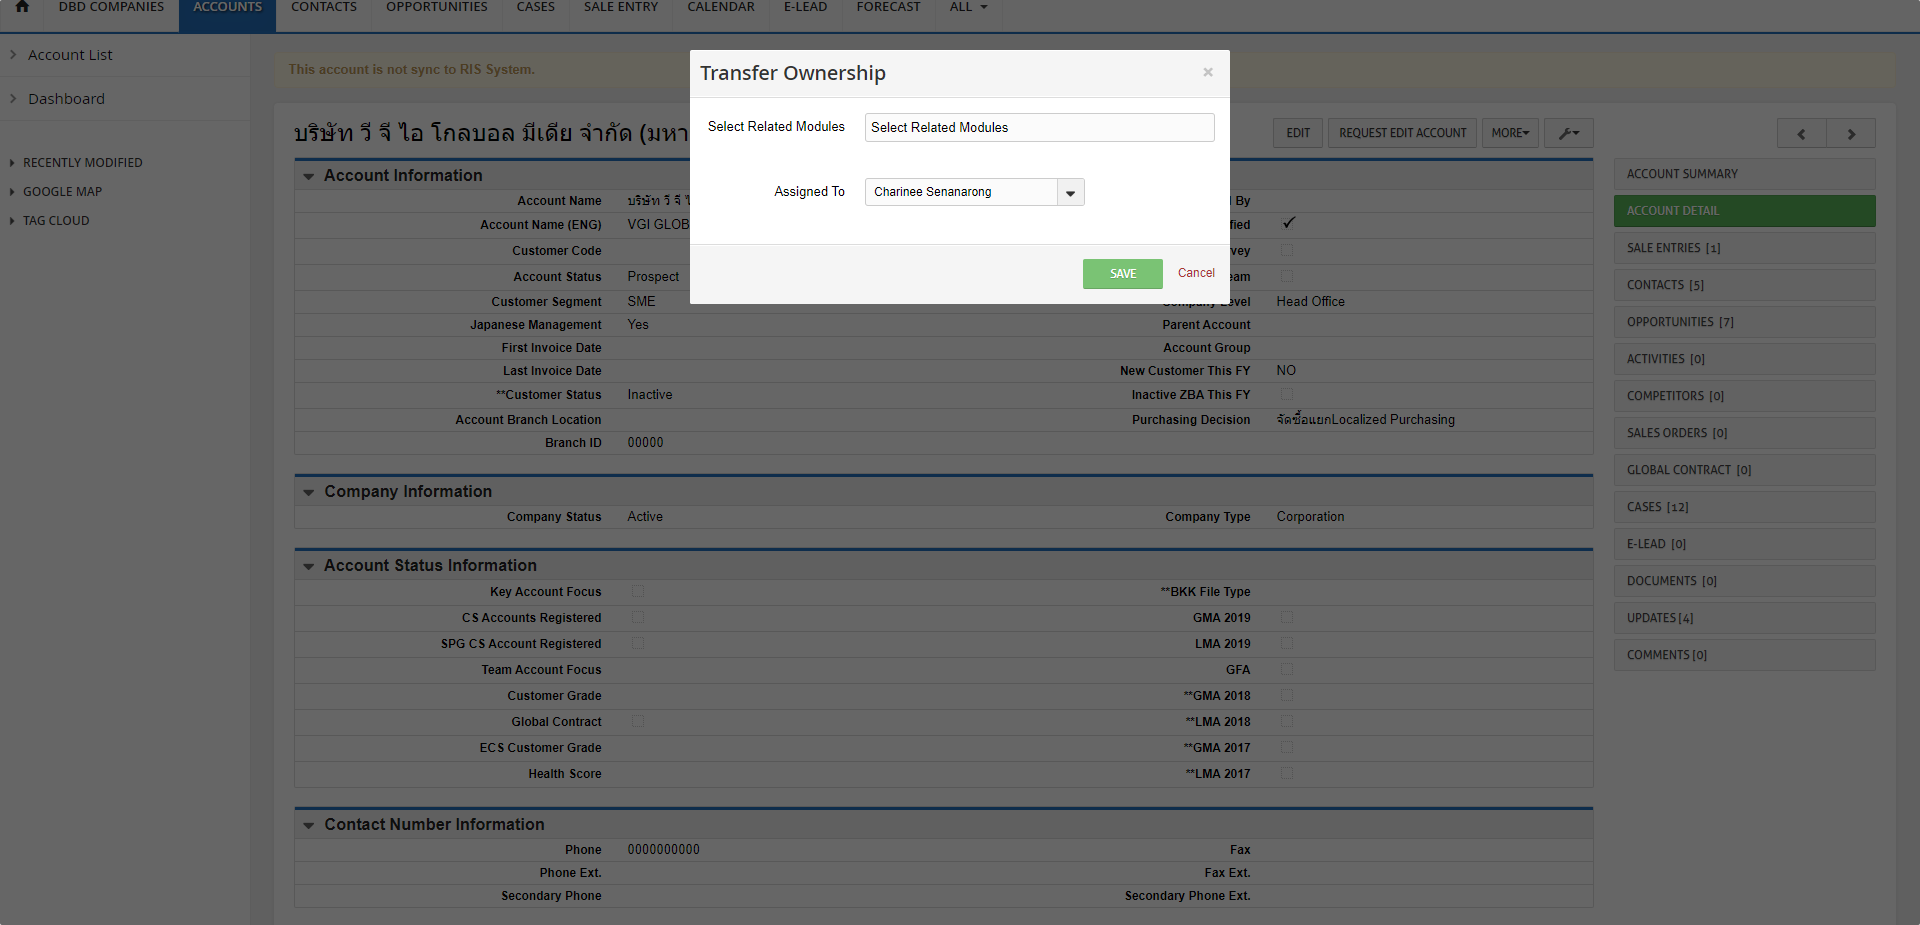 DBD COMPANIES ACCOUNTS CONTACTS OPPORTUNITIES CASES SALE ENTRY CALENDAR E-LEAD FORECAST ALL
Account List
Dashboard
RECENTLY MODIFIED
GOOGLE MAP
TAG CLOUD
This account is not sync to RIS System.
Transfer Ownership ×
Select Related Modules Select Related Modules
Assigned To Charinee Senanarong
SAVE Cancel
บริษัท วี จี ไอ โกลบอล มีเดีย จำกัด (มหา
EDIT REQUEST EDIT ACCOUNT MORE
Account Information
Account Name บริษัท วี จี ไ
Account Name (ENG) VGI GLOB
Customer Code
Account Status Prospect
Customer Segment SME Head Office
Japanese Management Yes Parent Account
First Invoice Date Account Group
Last Invoice Date New Customer This FY NO
**Customer Status Inactive Inactive ZBA This FY
Account Branch Location Purchasing Decision จัดซื้อแยกLocalized Purchasing
Branch ID 00000
Company Information
Company Status Active Company Type Corporation
Account Status Information
Key Account Focus **BKK File Type
CS Accounts Registered GMA 2019
SPG CS Account Registered LMA 2019
Team Account Focus GFA
Customer Grade **GMA 2018
Global Contract **LMA 2018
ECS Customer Grade **GMA 2017
Health Score **LMA 2017
Contact Number Information
Phone 0000000000 Fax
Phone Ext. Fax Ext.
Secondary Phone Secondary Phone Ext.
ACCOUNT SUMMARY
ACCOUNT DETAIL
SALE ENTRIES [1]
CONTACTS [5]
OPPORTUNITIES [7]
ACTIVITIES [0]
COMPETITORS [0]
SALES ORDERS [0]
GLOBAL CONTRACT [0]
CASES [12]
E-LEAD [0]
DOCUMENTS [0]
UPDATES[4]
COMMENTS[0]